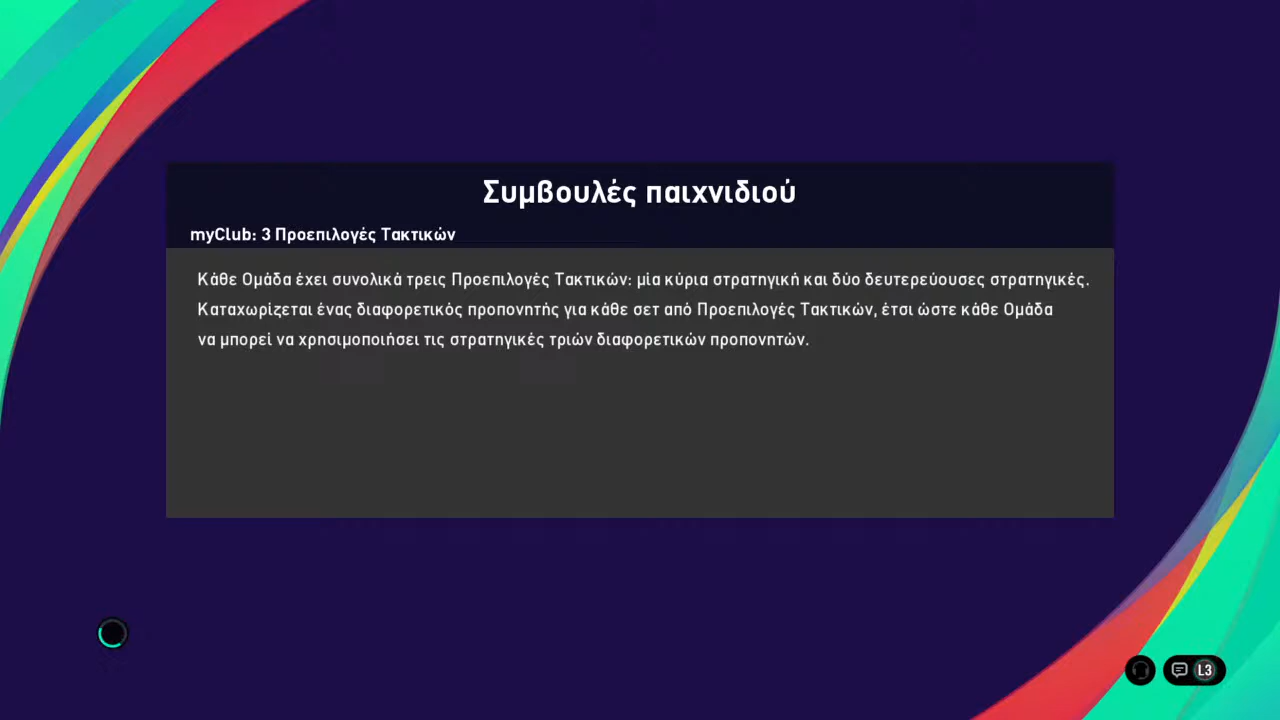 Συμβουλές παιχνιδιού
myClub: 3 Προεπιλογές Τακτικών
Κάθε Ομάδα έχει συνολικά τρεις Προεπιλογές Τακτικών: μία κύρια στρατηγική και δύο δευτερεύουσες στρατηγικές.
Καταχωρίζεται ένας διαφορετικός προπονητής για κάθε σετ από Προεπιλογές Τακτικών, έτσι ώστε κάθε Ομάδα
να μπορεί να χρησιμοποιήσει τις στρατηγικές τριών διαφορετικών προπονητών.
L3